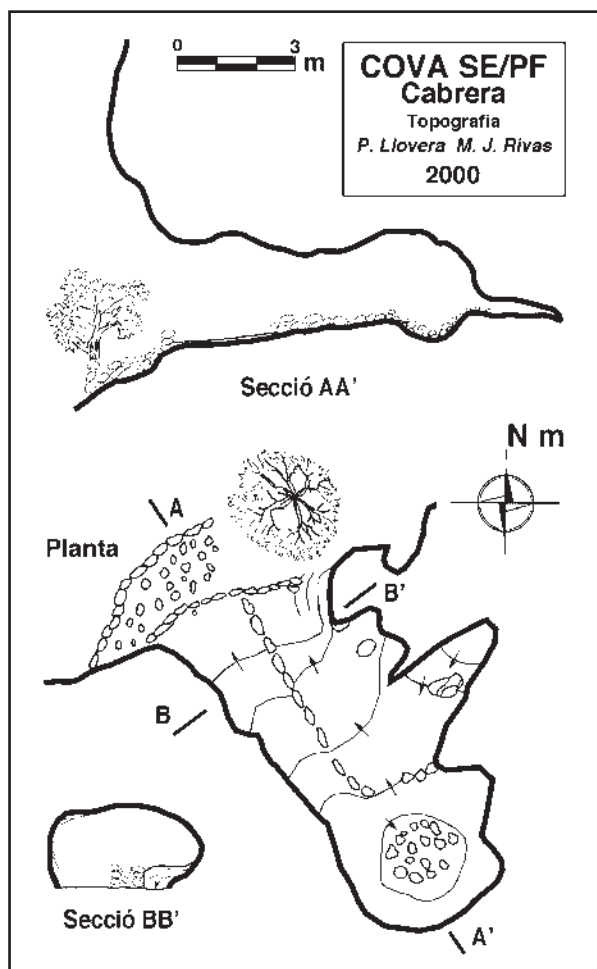 0 3
m
COVA SE/PF
Cabrera
Topografia
P. Llovera M. J. Rivas
2000
Secció AA'
N m
A
Planta
B'
B
Secció BB'
A'